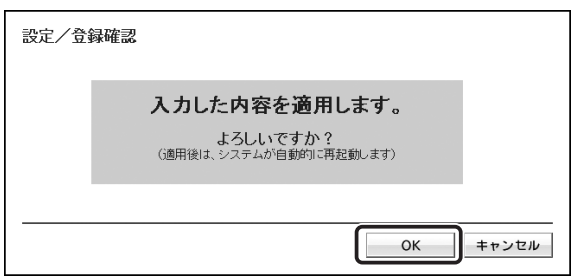 設定／登録確認
入力した内容を適用します。
よろしいですか？
（適用後は、システムが自動的に再起動します）
OK
キャンセル